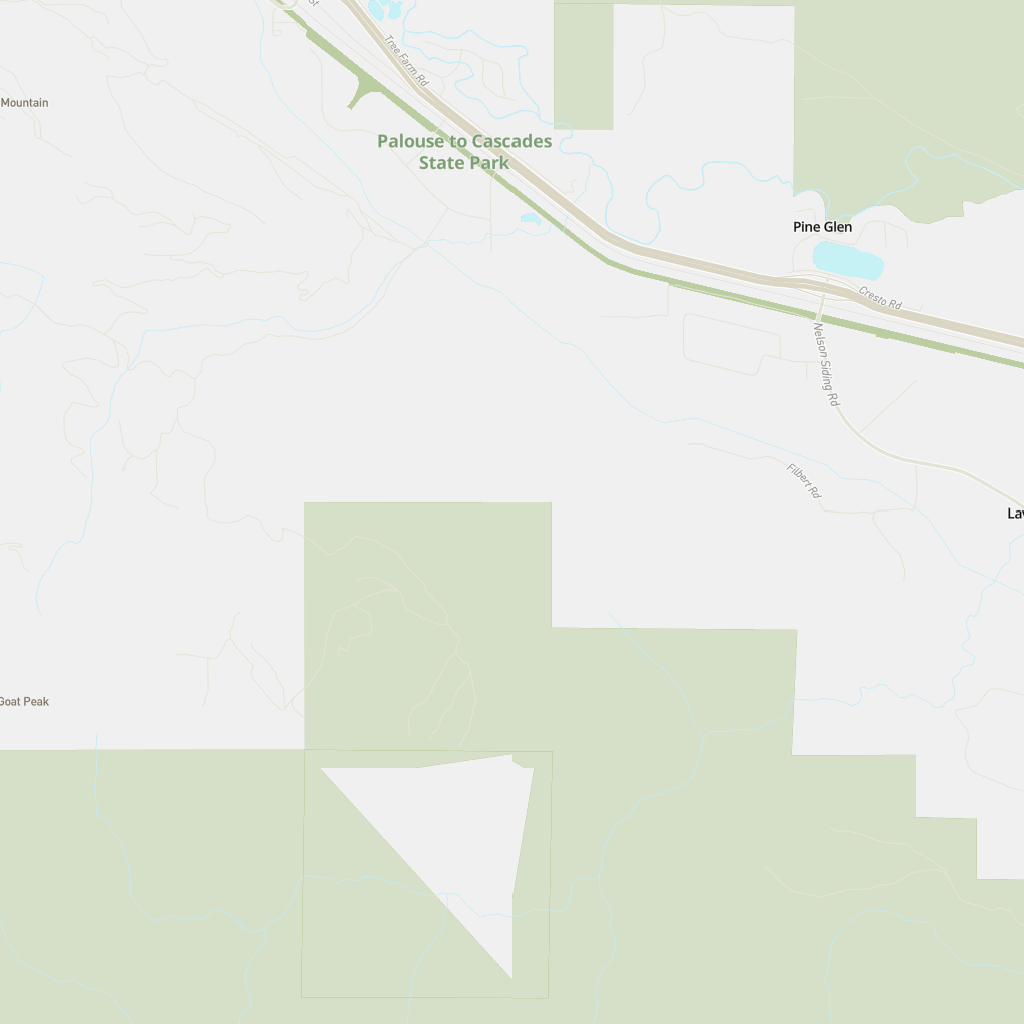 St
Tree Farm Rd
Mountain
Palouse to Cascades
State Park
Pine Glen
Cresto Rd
Nelson Siding Rd
Filbert Rd
Goat Peak